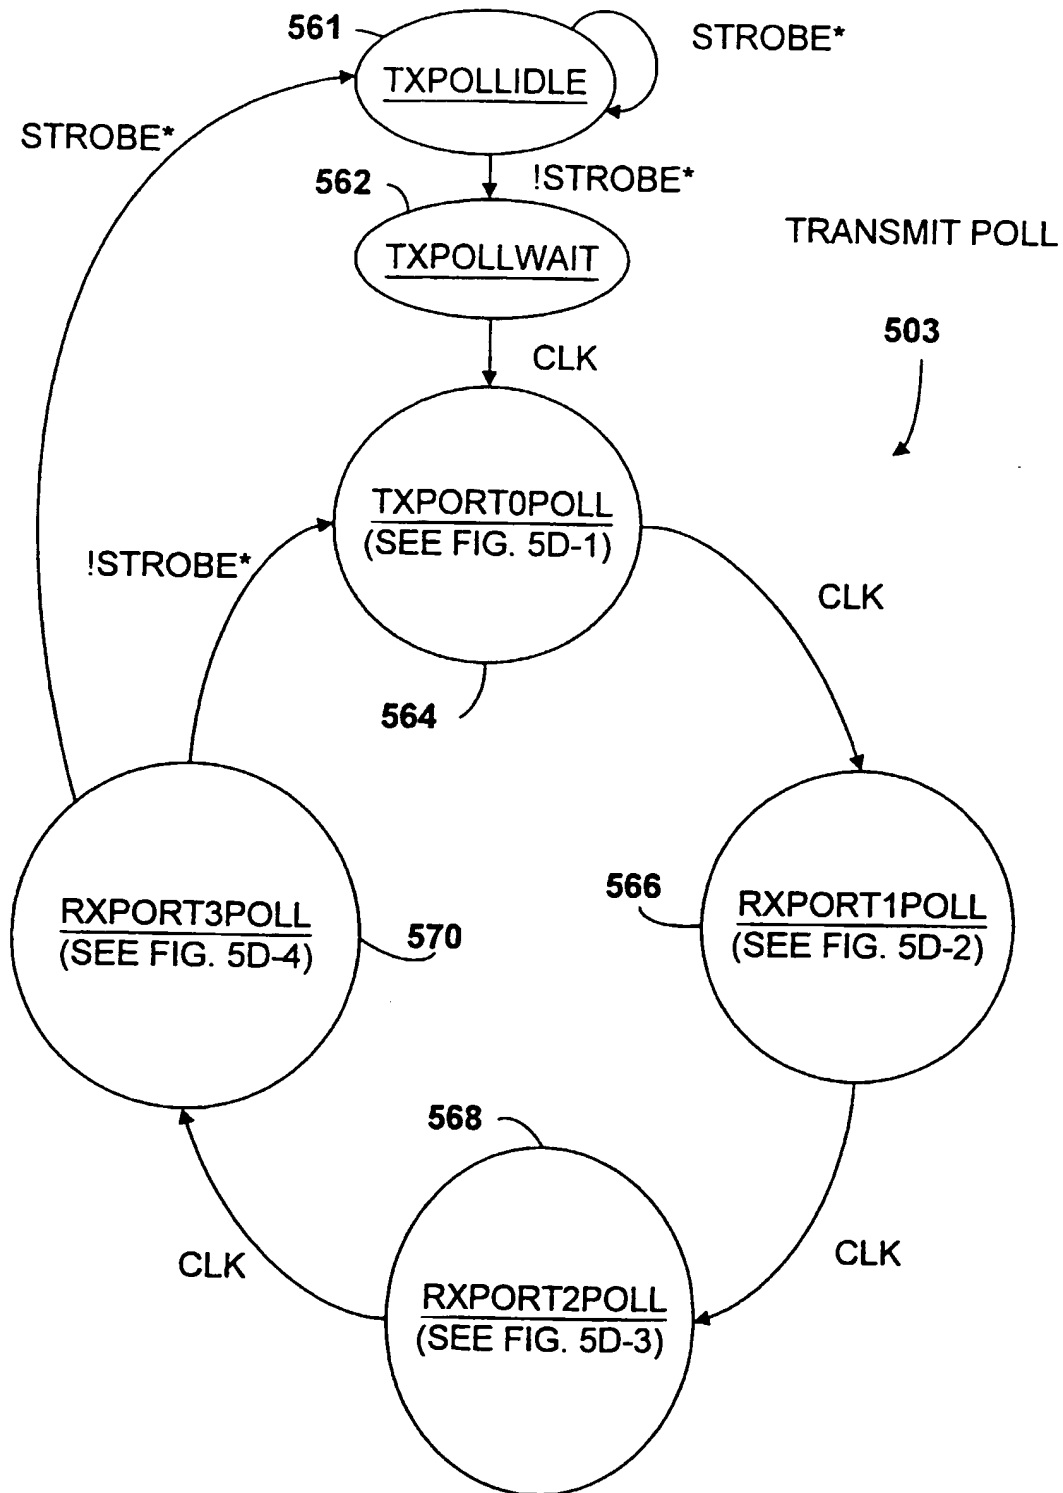 561
STROBE*
TXPOLLIDLE
STROBE*
!STROBE*
562
TRANSMIT POLL
TXPOLLWAIT
503
CLK
TXPORT0POLL
(SEE FIG. 5D-1)
!STROBE*
CLK
564
566
RXPORT3POLL
(SEE FIG. 5D-4)
570
RXPORT1POLL
(SEE FIG. 5D-2)
568
CLK
CLK
RXPORT2POLL
(SEE FIG. 5D-3)